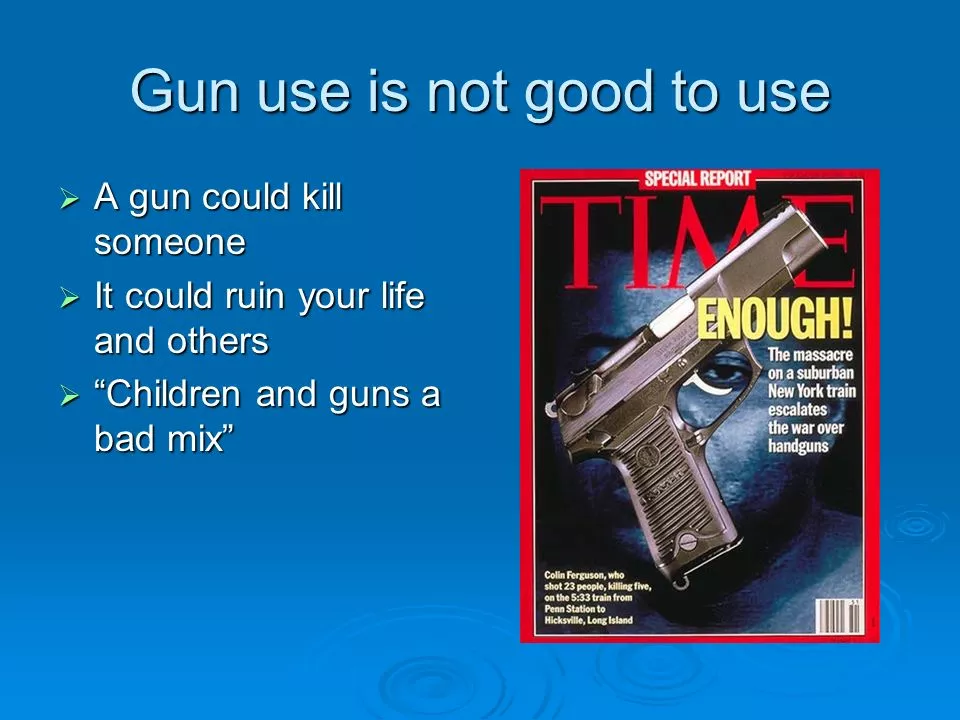 Gun use is not good to use
A gun could kill
someone
It could ruin your life
and others
“Children and guns a
bad mix”
SPECIAL REPORT
TIME
ENOUGH!
The massacre
on a suburban
New York train
escalates
the war over
handguns
Colin Ferguson, who
shot 23 people, killing five,
on the 5:33 train from
Penn Station to
Hicksville, Long Island